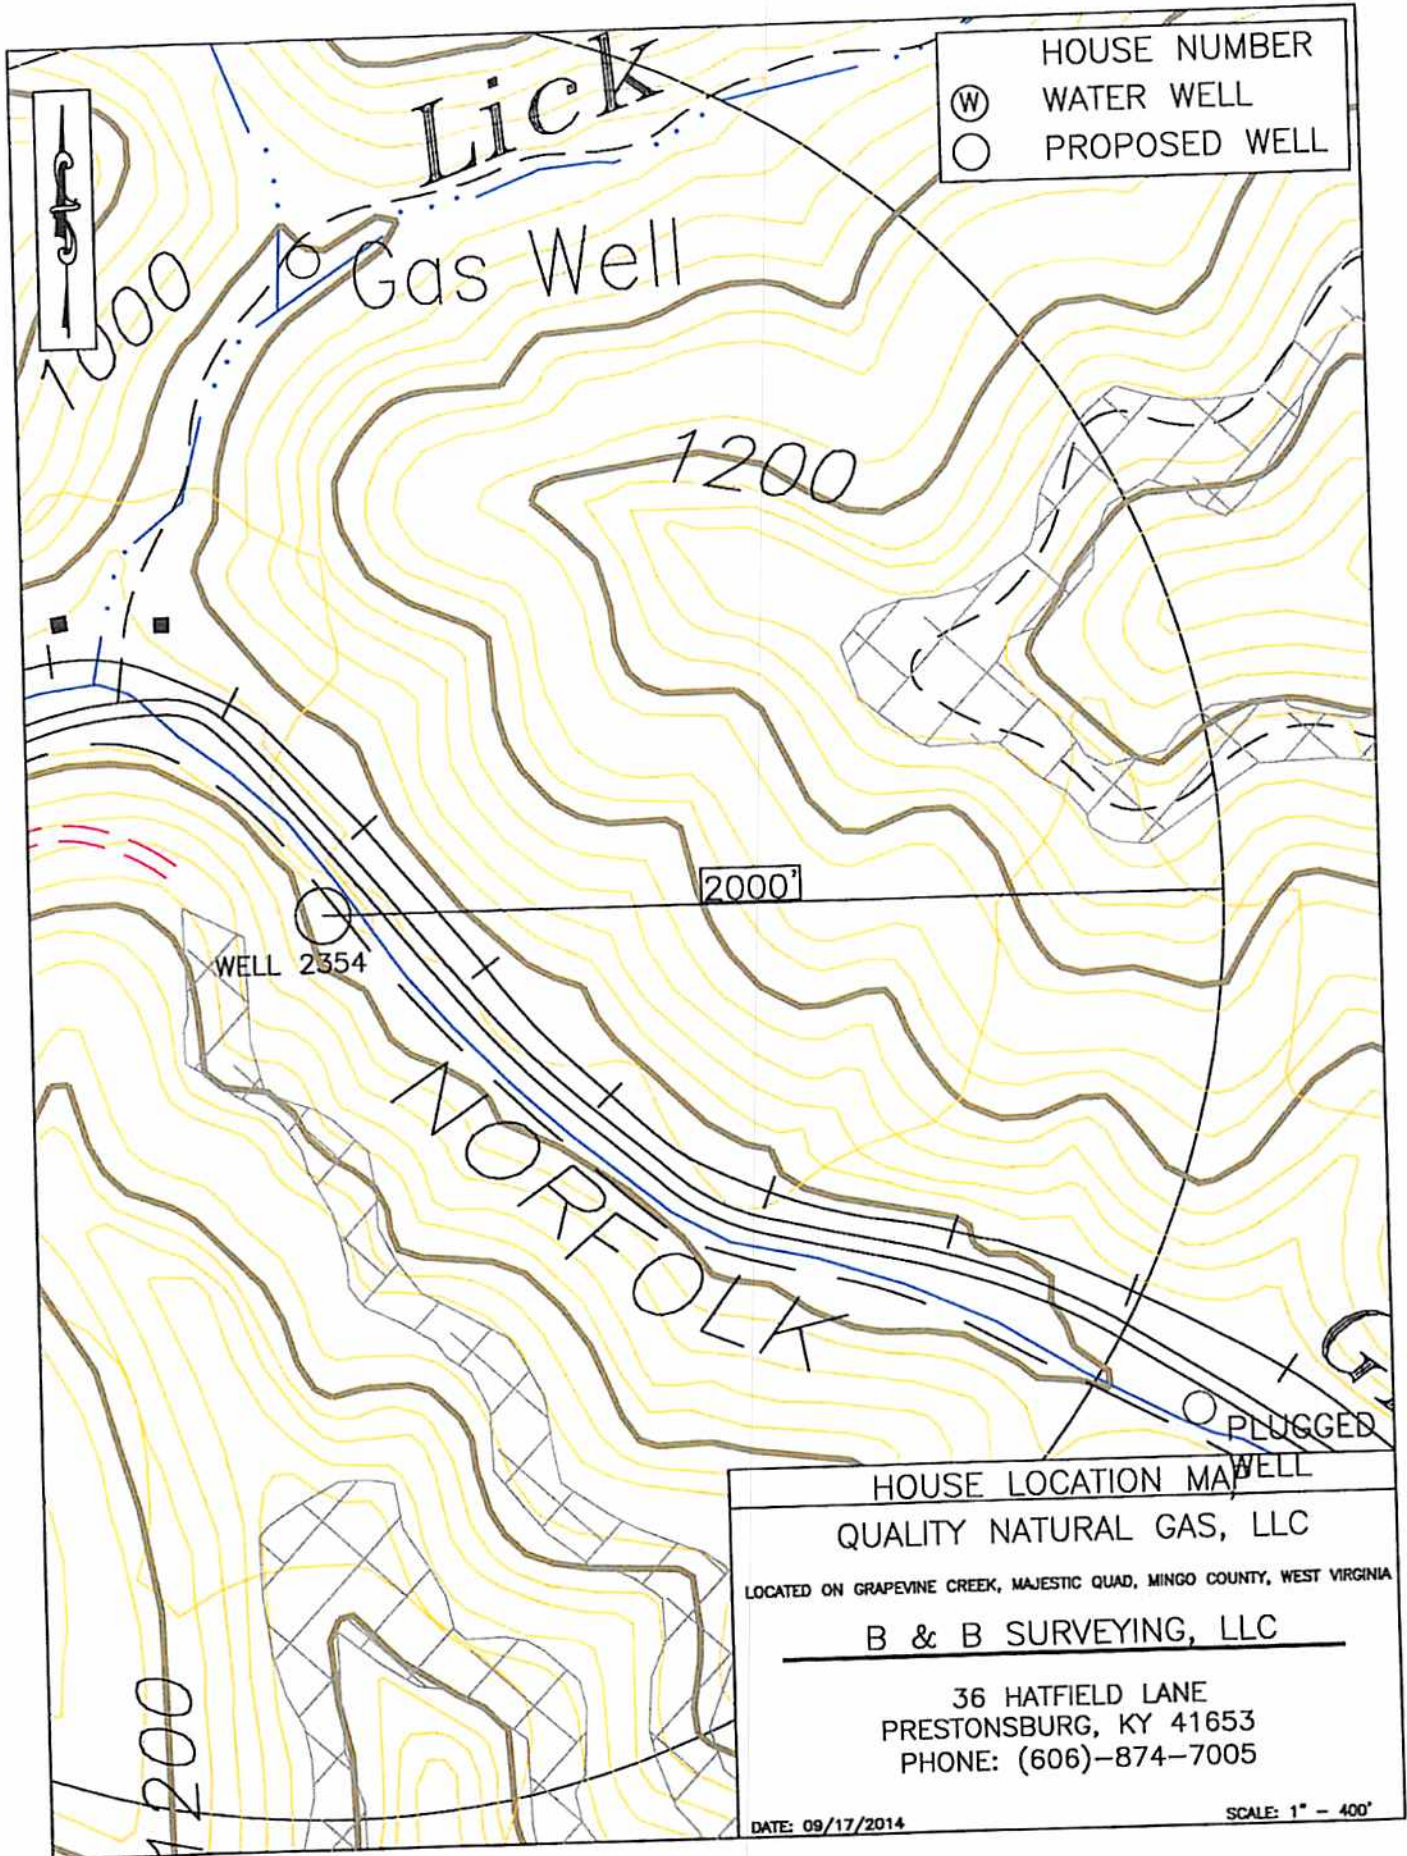 HOUSE NUMBER
W WATER WELL
PROPOSED WELL
Lick
Gas Well
1000
1200
2000'
WELL 2354
NORFOLK
PLUGGED
WELL
HOUSE LOCATION MAP
QUALITY NATURAL GAS, LLC
LOCATED ON GRAPEVINE CREEK, MAJESTIC QUAD, MINGO COUNTY, WEST VIRGINIA
B & B SURVEYING, LLC
36 HATFIELD LANE
PRESTONSBURG, KY 41653
PHONE: (606)-874-7005
DATE: 09/17/2014
SCALE: 1" - 400'
1200